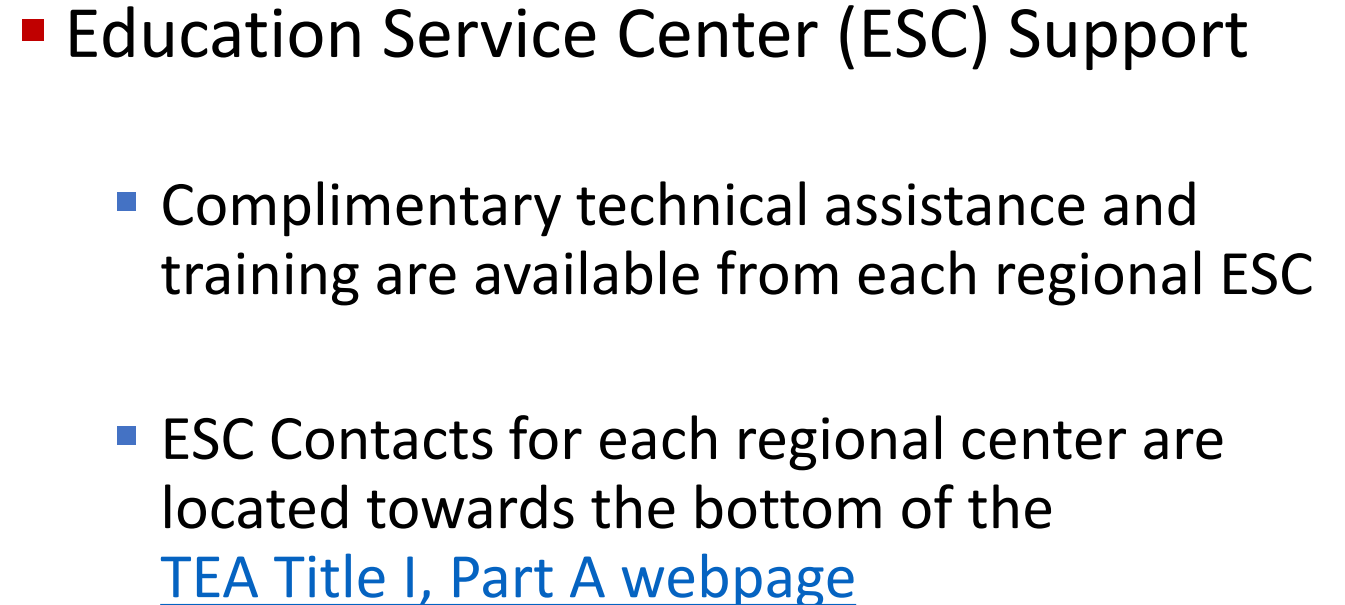 Education Service Center (ESC) Support
Complimentary technical assistance and
training are available from each regional ESC
ESC Contacts for each regional center are
located towards the bottom of the
TEA Title I, Part A webpage